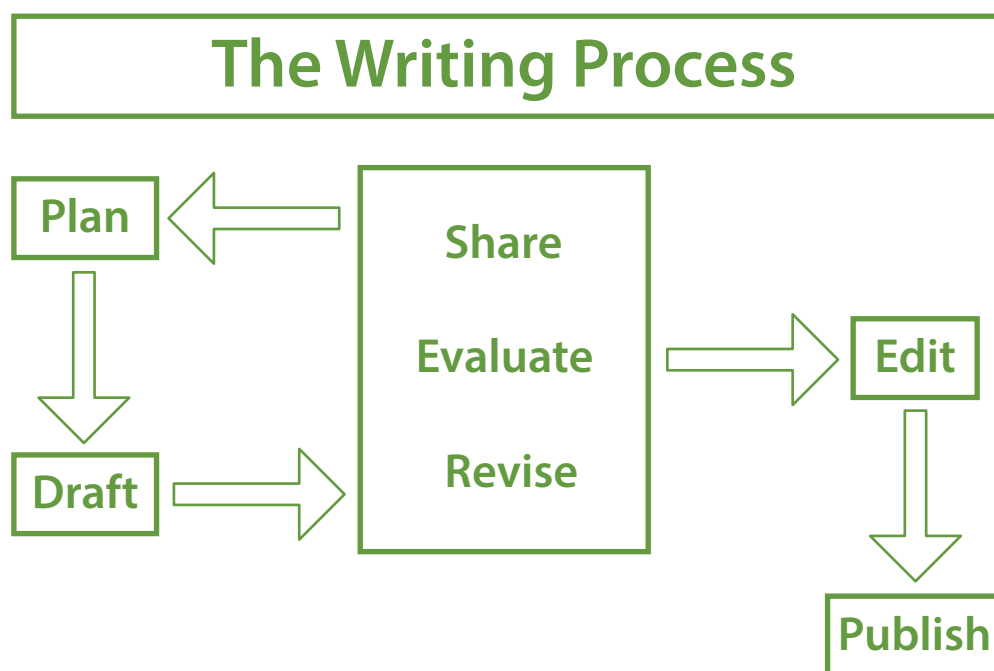 The Writing Process
Plan
Share
Evaluate
Revise
Draft
Edit
Publish